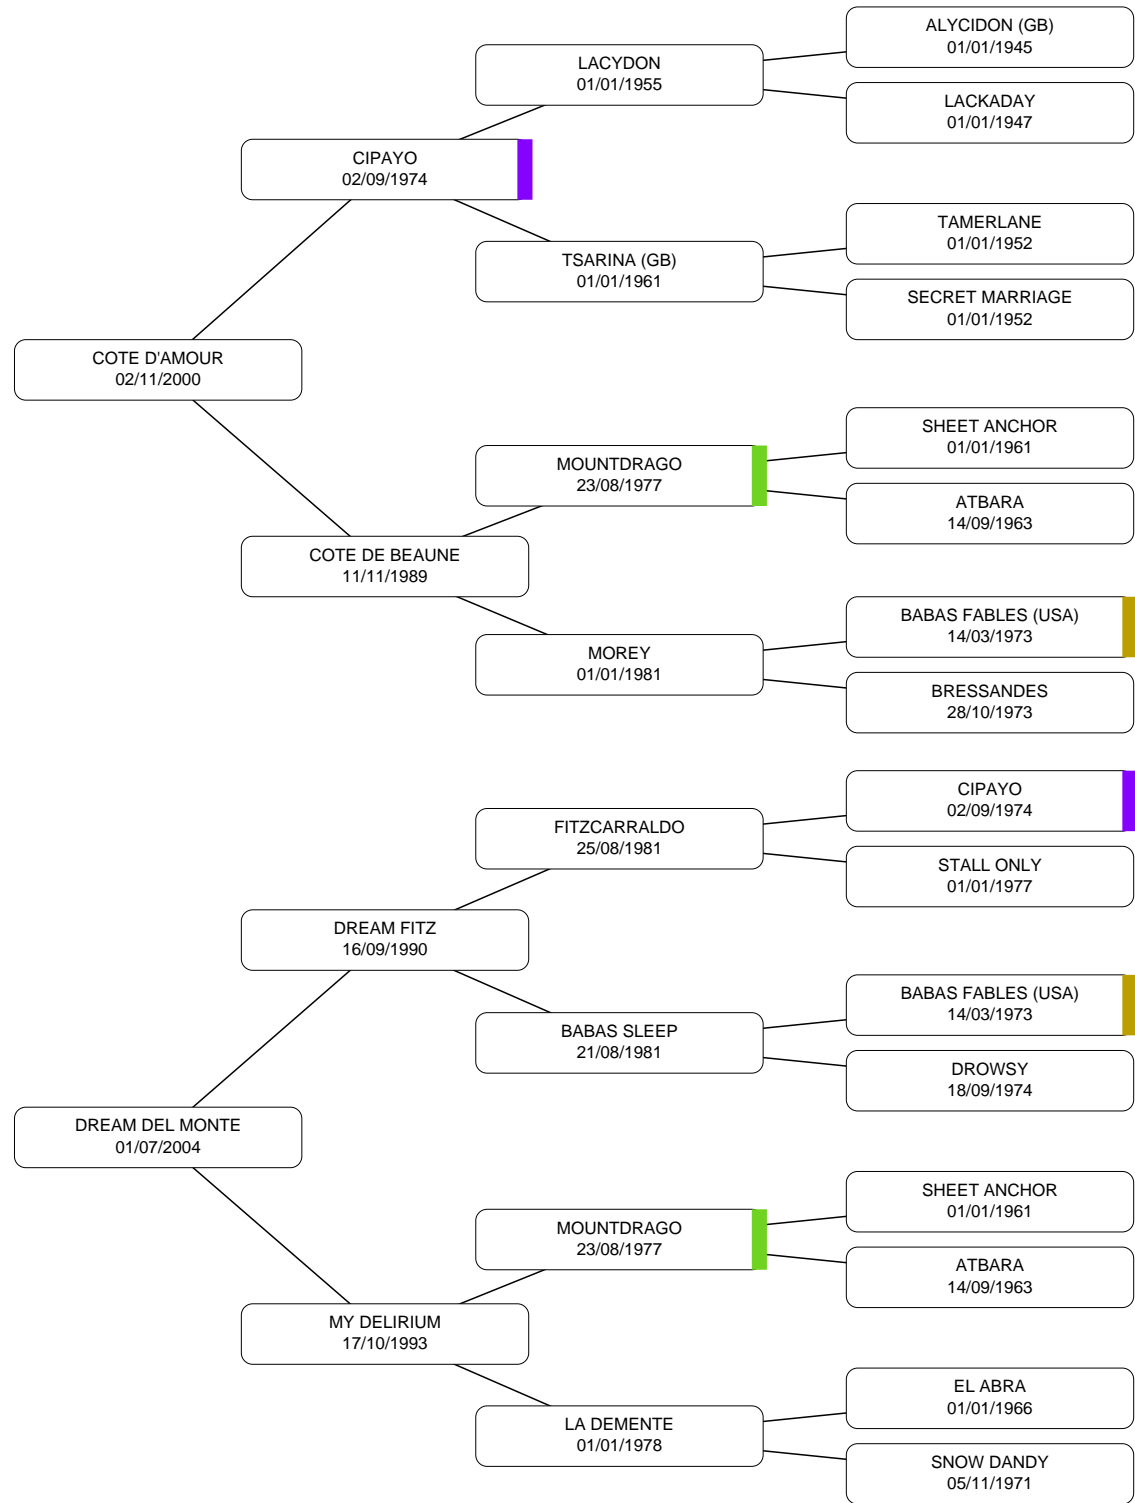 ALYCIDON (GB)
01/01/1945
LACYDON
01/01/1955
LACKADAY
01/01/1947
CIPAYO
02/09/1974
TAMERLANE
01/01/1952
TSARINA (GB)
01/01/1961
SECRET MARRIAGE
01/01/1952
COTE D'AMOUR
02/11/2000
SHEET ANCHOR
01/01/1961
MOUNTDRAGO
23/08/1977
ATBARA
14/09/1963
COTE DE BEAUNE
11/11/1989
BABAS FABLES (USA)
14/03/1973
MOREY
01/01/1981
BRESSANDES
28/10/1973
CIPAYO
02/09/1974
FITZCARRALDO
25/08/1981
STALL ONLY
01/01/1977
DREAM FITZ
16/09/1990
BABAS FABLES (USA)
14/03/1973
BABAS SLEEP
21/08/1981
DROWSY
18/09/1974
DREAM DEL MONTE
01/07/2004
SHEET ANCHOR
01/01/1961
MOUNTDRAGO
23/08/1977
ATBARA
14/09/1963
MY DELIRIUM
17/10/1993
EL ABRA
01/01/1966
LA DEMENTE
01/01/1978
SNOW DANDY
05/11/1971